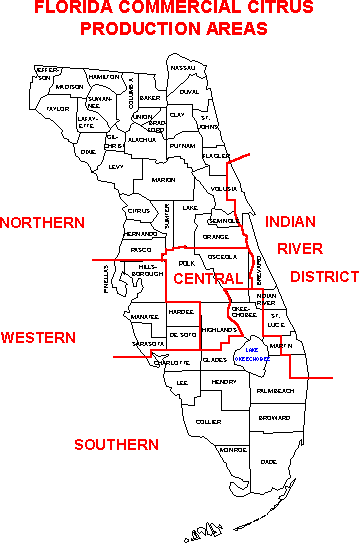 FLORIDA COMMERCIAL CITRUS
PRODUCTION AREAS
NASSAU
JEFFER-
SON
HAMILTON
MADISON
COLUMBIA
BAKER
DUVAL
SUWAN-
NEE
TAYLOR
LAFAY-
ETTE
UNION
BRAD-
FORD
CLAY
ST.
JOHNS
GIL-
CHRIST
ALACHUA
PUTNAM
DIXIE
FLAGLER
LEVY
MARION
VOLUSIA
CITRUS
SUMTER
LAKE
SEMINOLE
NORTHERN
INDIAN
RIVER
DISTRICT
HERNANDO
ORANGE
PASCO
OSCEOLA
BREVARD
PINELLAS
HILLS-
BOROUGH
POLK
CENTRAL
INDIAN
RIVER
MANATEE
HARDEE
OKEE-
CHOBEE
ST.
LUCE
WESTERN
SARASOTA
DE SOTO
HIGHLANDS
MARTIN
LAKE
OKEECHOBEE
CHARLOTTE
GLADES
LEE
HENDRY
PALMBEACH
COLLIER
BROWARD
SOUTHERN
MONROE
DADE